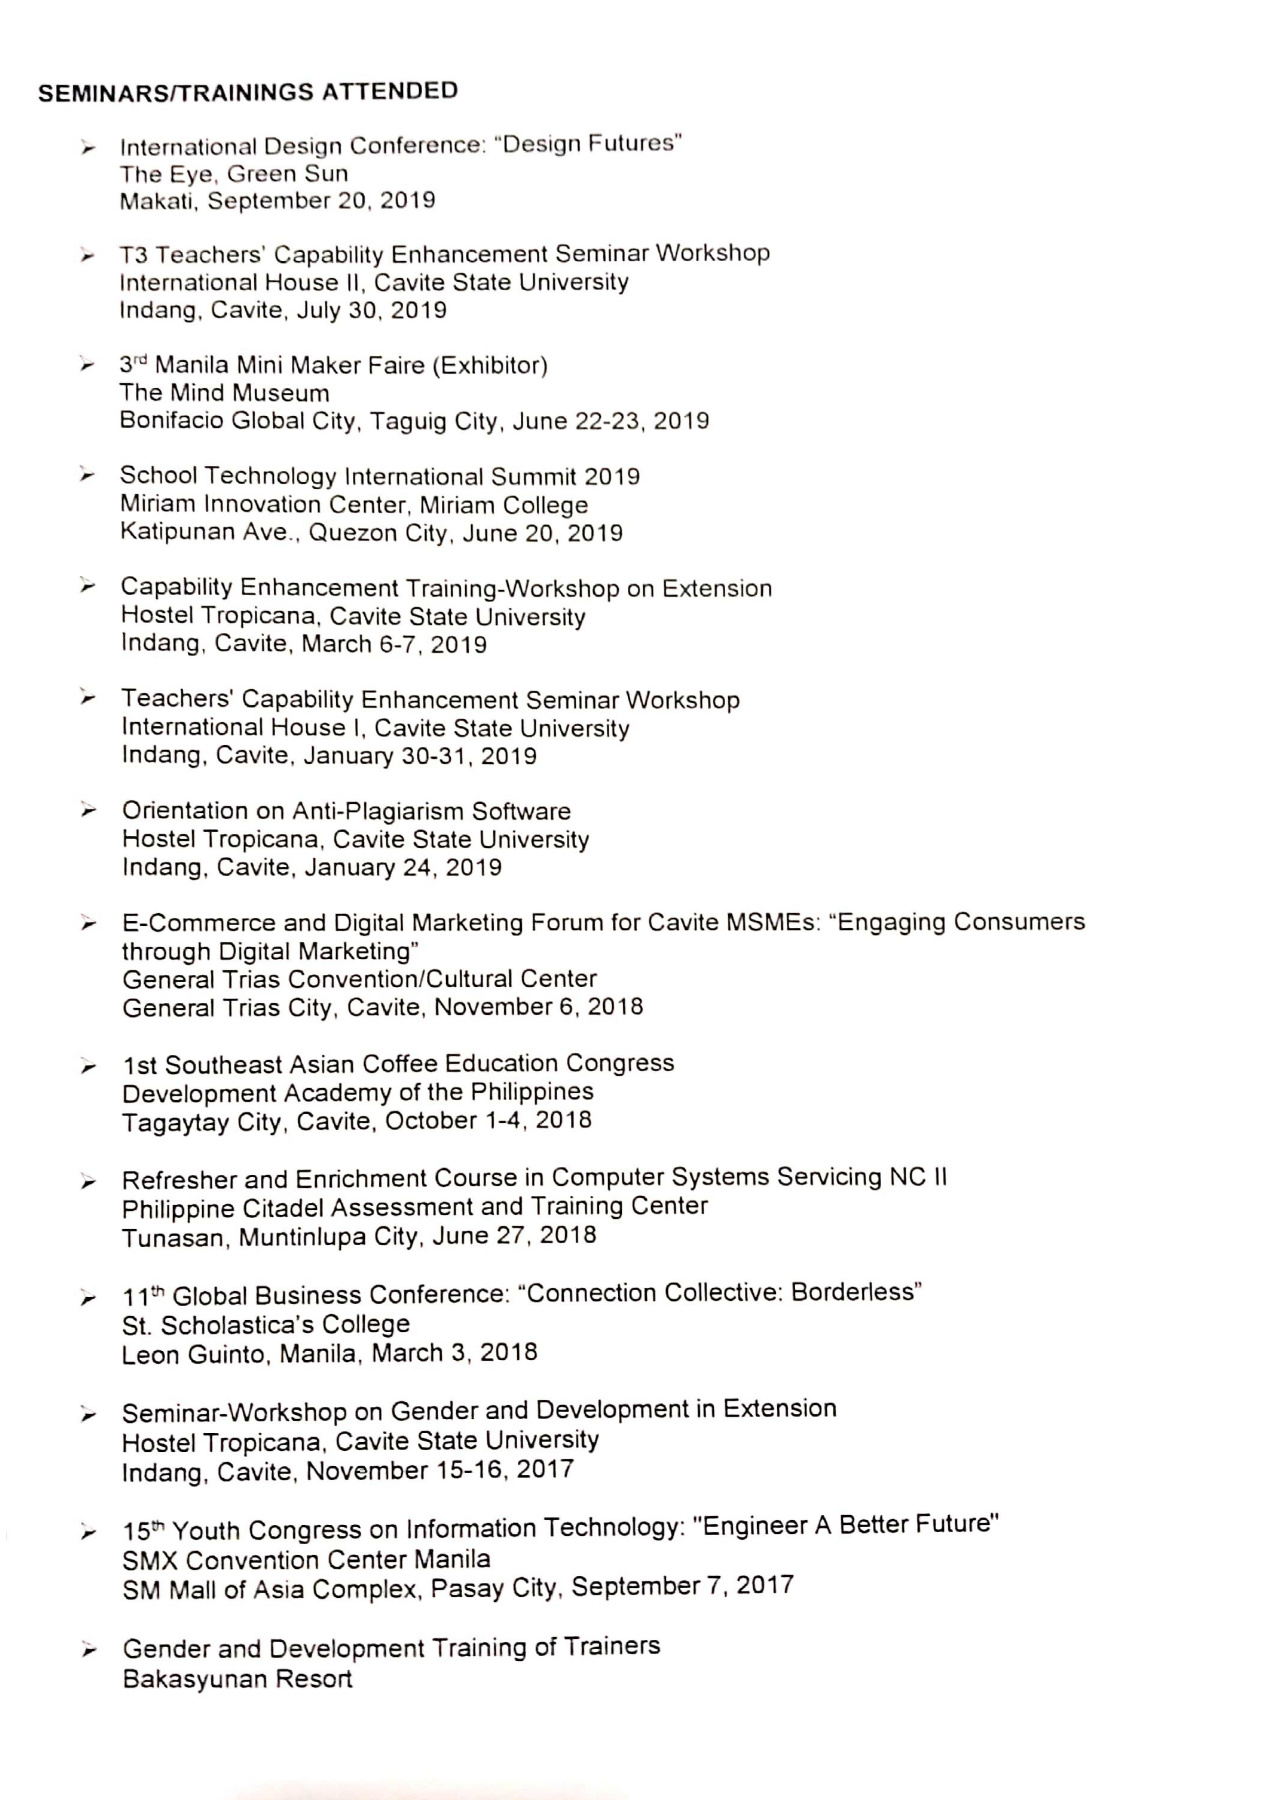 SEMINARS/TRAININGS ATTENDED
➢ International Design Conference: “Design Futures”
The Eye, Green Sun
Makati, September 20, 2019
➢ T3 Teachers' Capability Enhancement Seminar Workshop
International House II, Cavite State University
Indang, Cavite, July 30, 2019
➢ 3rd Manila Mini Maker Faire (Exhibitor)
The Mind Museum
Bonifacio Global City, Taguig City, June 22-23, 2019
➢ School Technology International Summit 2019
Miriam Innovation Center, Miriam College
Katipunan Ave., Quezon City, June 20, 2019
➢ Capability Enhancement Training-Workshop on Extension
Hostel Tropicana, Cavite State University
Indang, Cavite, March 6-7, 2019
➢ Teachers' Capability Enhancement Seminar Workshop
International House I, Cavite State University
Indang, Cavite, January 30-31, 2019
➢ Orientation on Anti-Plagiarism Software
Hostel Tropicana, Cavite State University
Indang, Cavite, January 24, 2019
➢ E-Commerce and Digital Marketing Forum for Cavite MSMEs: “Engaging Consumers
through Digital Marketing”
General Trias Convention/Cultural Center
General Trias City, Cavite, November 6, 2018
➢ 1st Southeast Asian Coffee Education Congress
Development Academy of the Philippines
Tagaytay City, Cavite, October 1-4, 2018
➢ Refresher and Enrichment Course in Computer Systems Servicing NC II
Philippine Citadel Assessment and Training Center
Tunasan, Muntinlupa City, June 27, 2018
➢ 11th Global Business Conference: “Connection Collective: Borderless”
St. Scholastica’s College
Leon Guinto, Manila, March 3, 2018
➢ Seminar-Workshop on Gender and Development in Extension
Hostel Tropicana, Cavite State University
Indang, Cavite, November 15-16, 2017
➢ 15th Youth Congress on Information Technology: "Engineer A Better Future"
SMX Convention Center Manila
SM Mall of Asia Complex, Pasay City, September 7, 2017
➢ Gender and Development Training of Trainers
Bakasyunan Resort